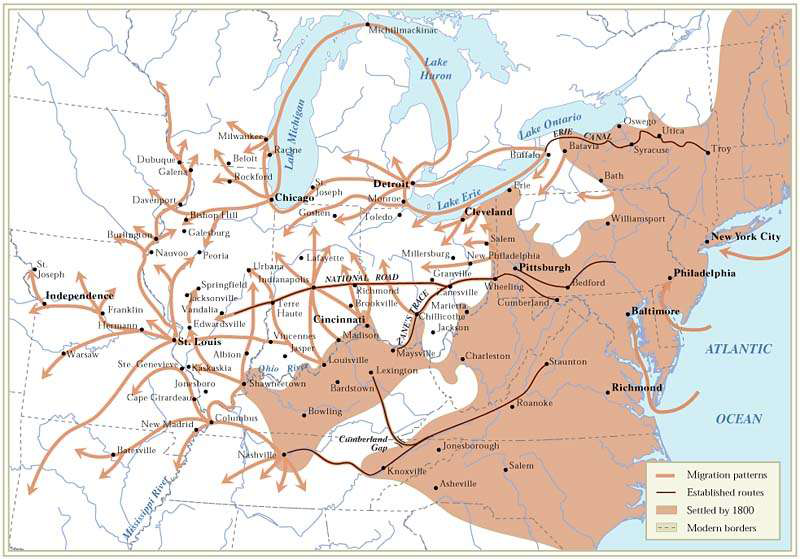 Michilimackinac
Lake
Huron
Lake Michigan
Lake Ontario
Oswego
ERIE CANAL
Utica
Milwaukee
Racine
Buffalo
Batavia
Syracuse
Troy
Dubuque
Galena
Beloit
Rockford
St.
Joseph
Detroit
Monroe
Lake Erie
Erie
Bath
Chicago
Davenport
Bishop Hill
Goshen
Toledo
Cleveland
Williamsport
Burlington
Galesburg
New York City
Nauvoo
Peoria
Lafayette
Millersburg
Salem
New Philadelphia
St.
Joseph
Urbana
Indianapolis
NATIONAL ROAD
Granville
Pittsburgh
Philadelphia
Independence
Springfield
Jacksonville
Richmond
Zanesville
Wheeling
Bedford
Franklin
Vandalia
Terre
Haute
Brookville
ZANE'S TRACE
Marietta
Cumberland
Baltimore
Hermann
Edwardsville
Cincinnati
Chillicothe
Jackson
St. Louis
Vincennes
Madison
Warsaw
Albion
Jasper
Maysville
ATLANTIC
Ste. Genevieve
Kaskaskia
Ohio River
Louisville
Lexington
Charleston
Staunton
Jonesboro
Shawneetown
Bardstown
Richmond
Cape Girardeau
Bowling
Roanoke
OCEAN
New Madrid
Columbus
Batesville
Nashville
Cumberland
Gap
Jonesborough
Knoxville
Salem
Asheville
Mississippi River
Migration patterns
Established routes
Settled by 1800
Modern borders